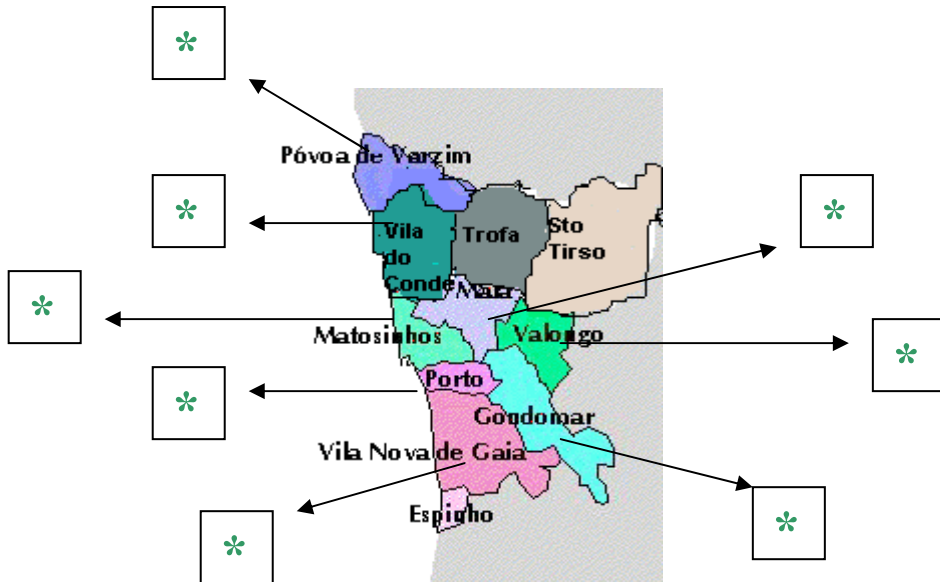 *
Póvoa de Varzim
*
Vila
do
Conde
Trofa
Sto
Tirso
*
*
Maia
Matosinhos
Valongo
*
*
Porto
Gondomar
Vila Nova de Gaia
Espinho
*
*